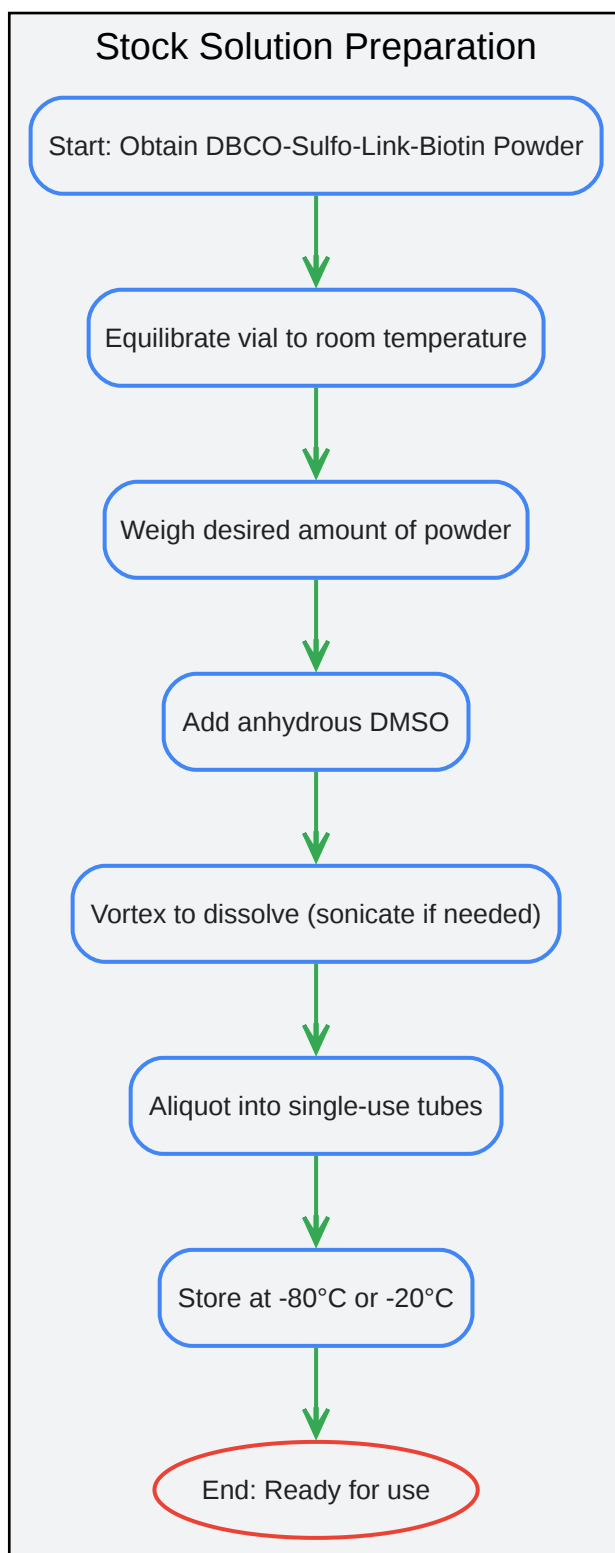 Stock Solution Preparation
Start: Obtain DBCO-Sulfo-Link-Biotin Powder
Equilibrate vial to room temperature
Weigh desired amount of powder
Add anhydrous DMSO
Vortex to dissolve (sonicate if needed)
Aliquot into single-use tubes
Store at -80°C or -20°C
End: Ready for use